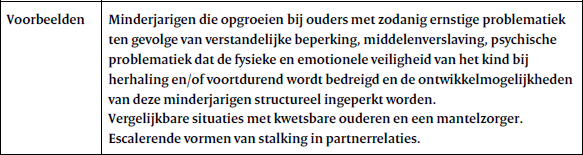 Voorbeelden
Minderjarigen die opgroeien bij ouders met zodanig ernstige problematiek
ten gevolge van verstandelijke beperking, middelenverslaving, psychische
problematiek dat de fysieke en emotionele veiligheid van het kind bij
herhaling en/of voortdurend wordt bedreigd en de ontwikkelmogelijkheden
van deze minderjarigen structureel ingeperkt worden.
Vergelijkbare situaties met kwetsbare ouderen en een mantelzorger.
Escalerende vormen van stalking in partnerrelaties.